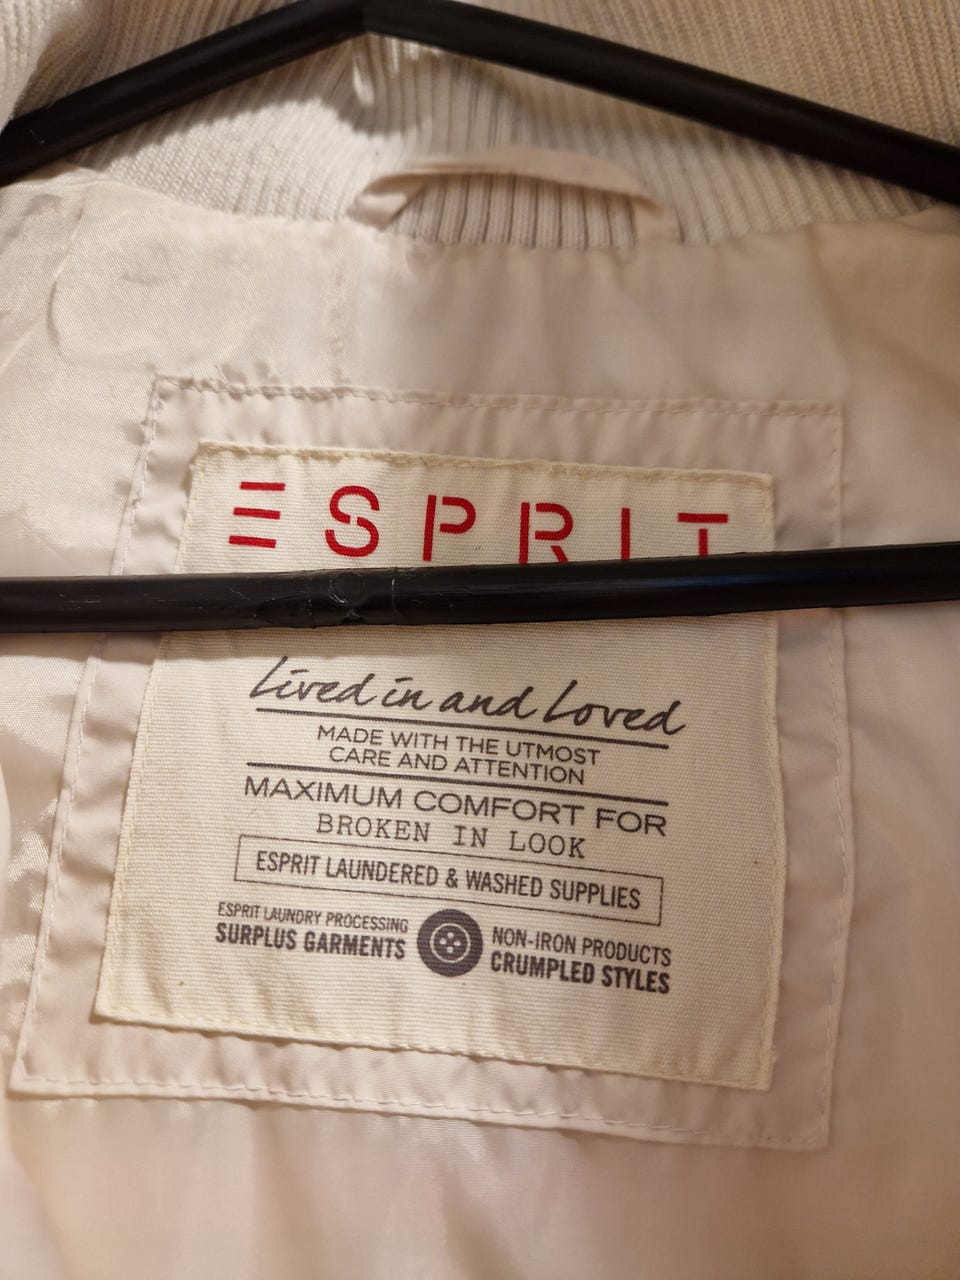 ESPRIT
Lived in and Loved
MADE WITH THE UTMOST
CARE AND ATTENTION
MAXIMUM COMFORT FOR
BROKEN IN LOOK
ESPRIT LAUNDERED & WASHED SUPPLIES
ESPRIT LAUNDRY PROCESSING
SURPLUS GARMENTS
NON-IRON PRODUCTS
CRUMPLED STYLES